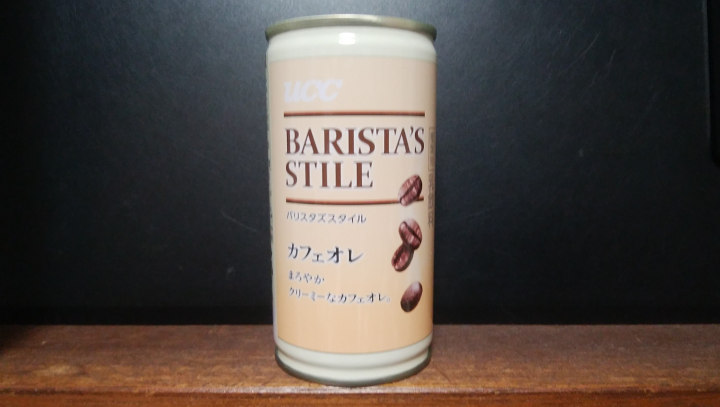 UCC
BARISTA'S
STILE
バリスタズスタイル
カフェオレ
まろやか
クリーミーなカフェオレ。